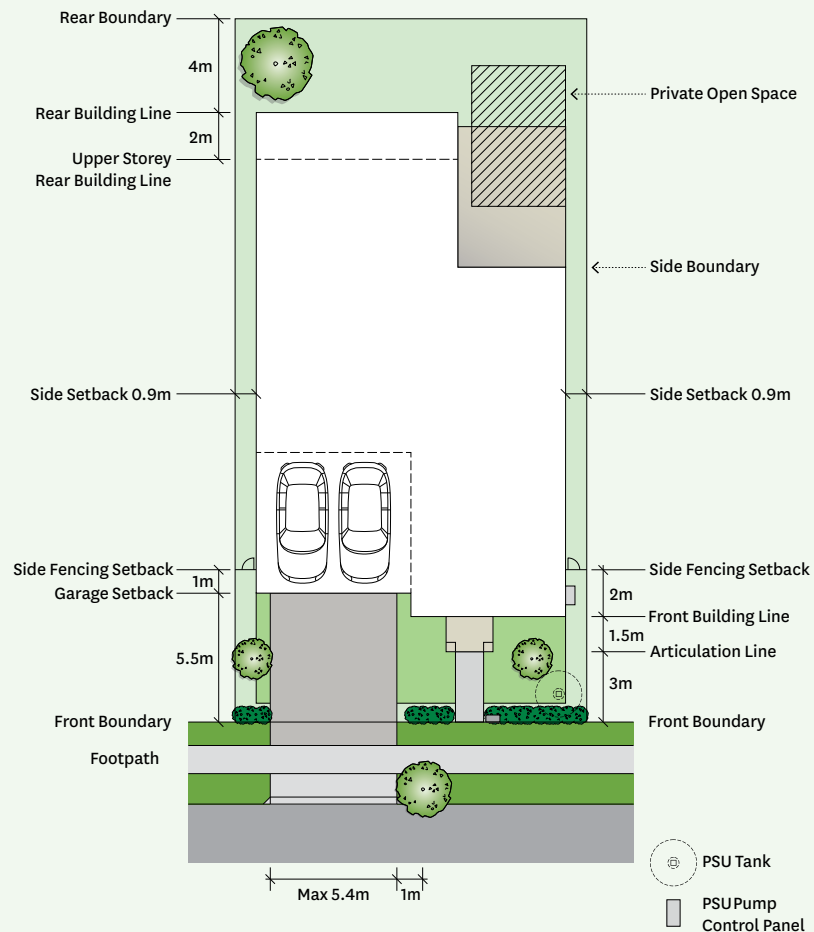 Rear Boundary
4m
Private Open Space
Rear Building Line
2m
Upper Storey
Rear Building Line
Side Boundary
Side Setback 0.9m
Side Setback 0.9m
Side Fencing Setback
Side Fencing Setback
1m
2m
Garage Setback
Front Building Line
1.5m
Articulation Line
5.5m
3m
Front Boundary
Front Boundary
Footpath
PSU Tank
Max 5.4m
1m
PSU Pump
Control Panel